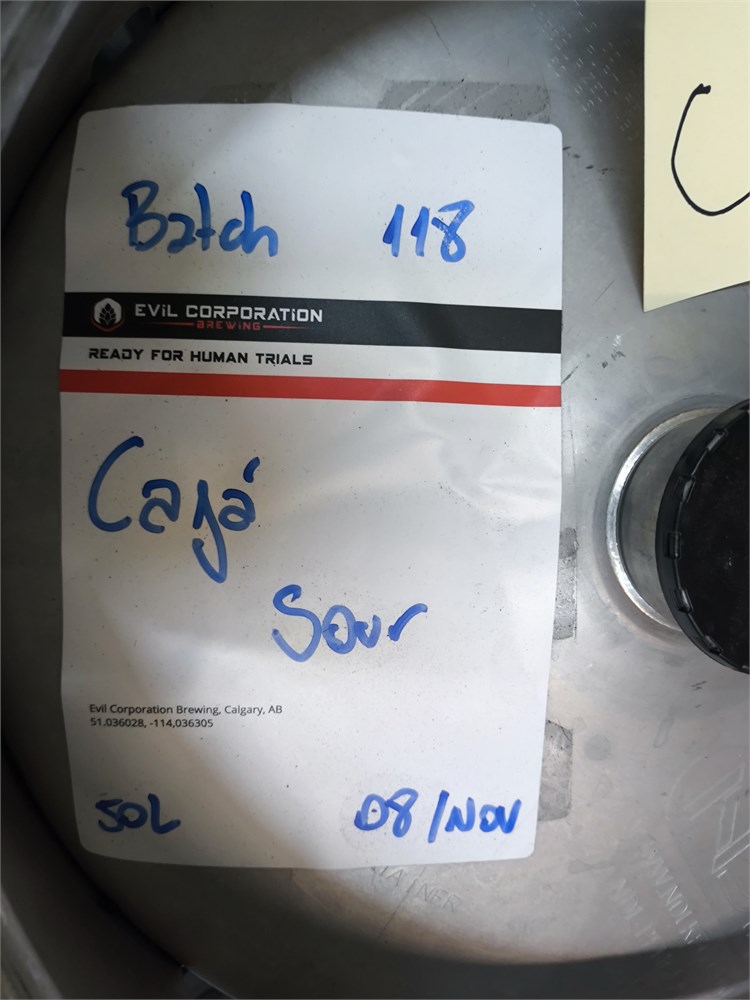 Batch 118
EViL CORPORATiON
BREWiNG
READY FOR HUMAN TRIALS
Cajá
Sour
Evil Corporation Brewing, Calgary, AB
51.036028, -114,036305
50L
08/NOV